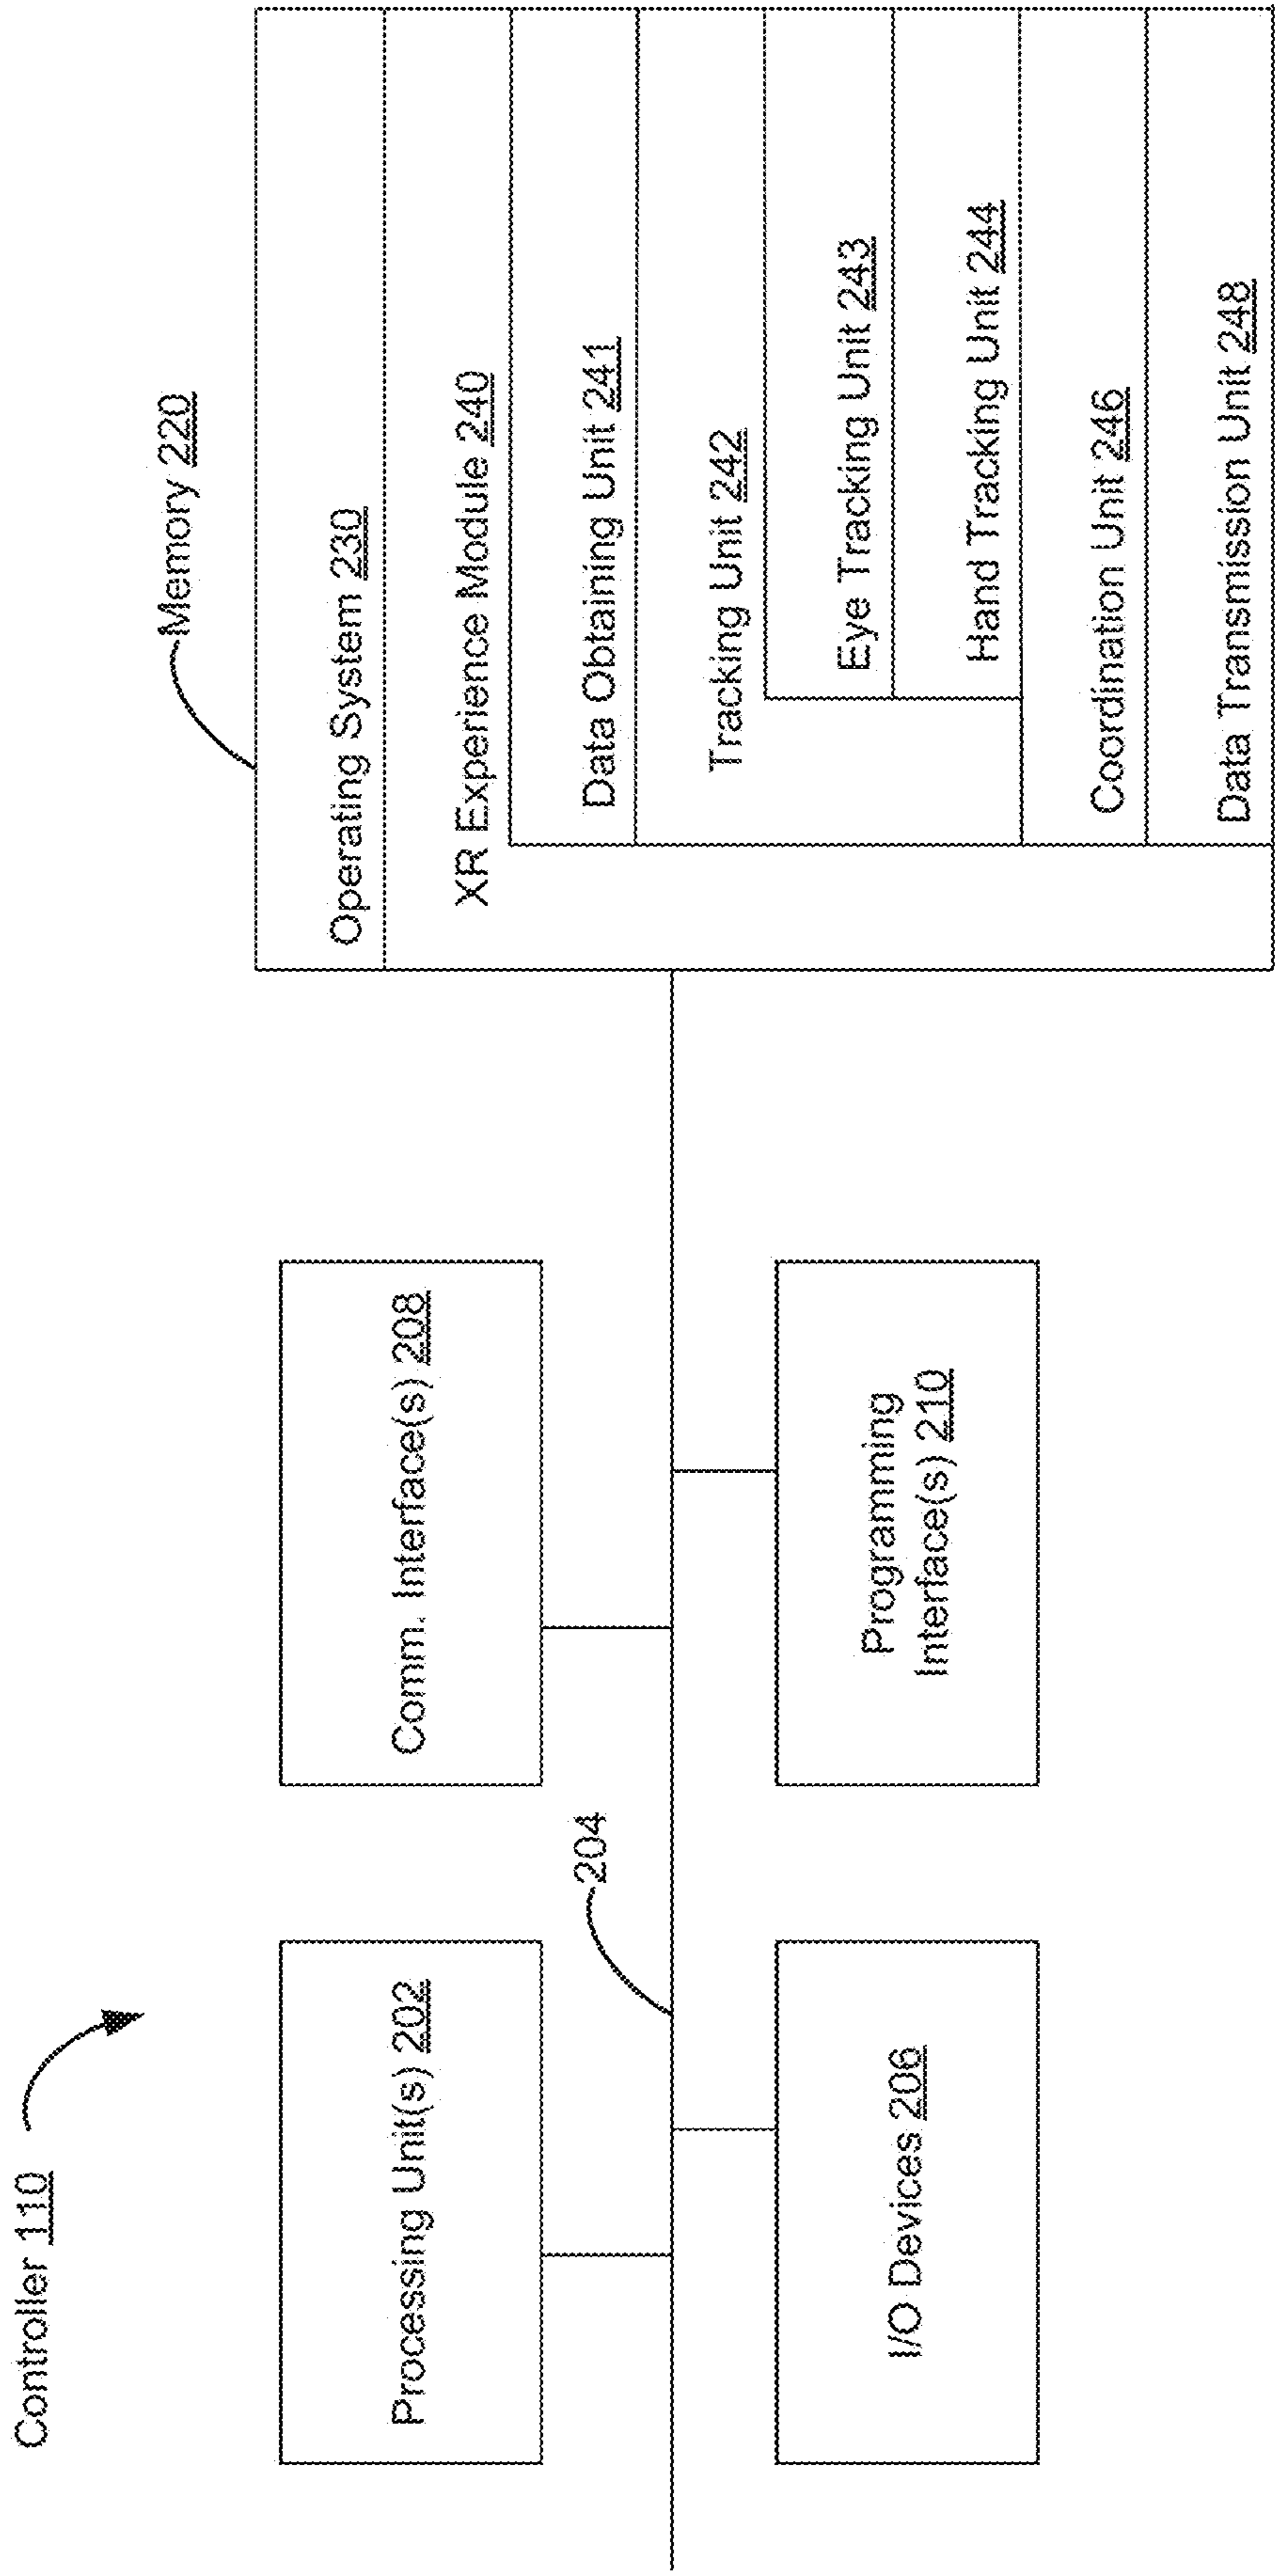 Controller 110
Memory 220
Processing Unit(s) 202
Comm. Interface(s) 208
204
I/O Devices 206
Programming
Interface(s) 210
Operating System 230
XR Experience Module 240
Data Obtaining Unit 241
Tracking Unit 242
Eye Tracking Unit 243
Hand Tracking Unit 244
Coordination Unit 246
Data Transmission Unit 248